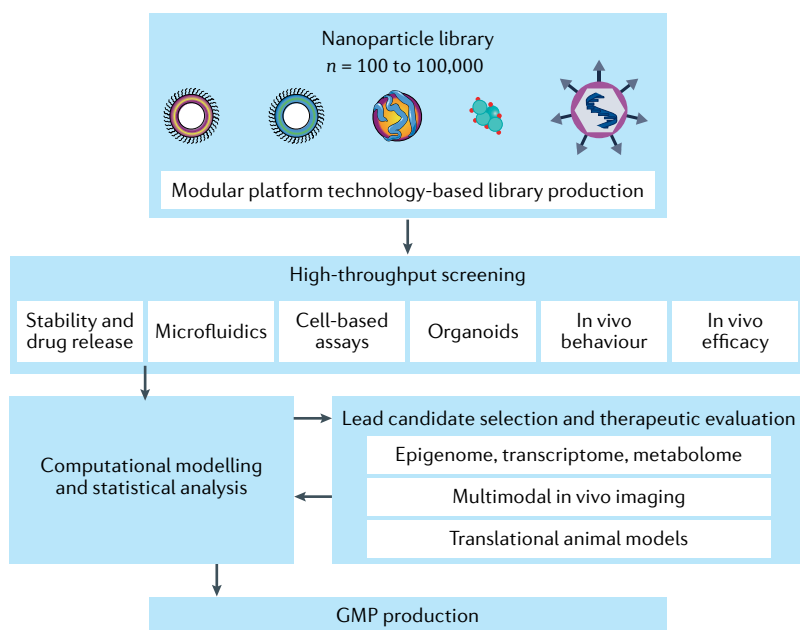 Nanoparticle library
n = 100 to 100,000
Modular platform technology-based library production
High-throughput screening
Stability and
drug release
Microfluidics
Cell-based
assays
Organoids
In vivo
behaviour
In vivo
efficacy
Computational modelling
and statistical analysis
Lead candidate selection and therapeutic evaluation
Epigenome, transcriptome, metabolome
Multimodal in vivo imaging
Translational animal models
GMP production